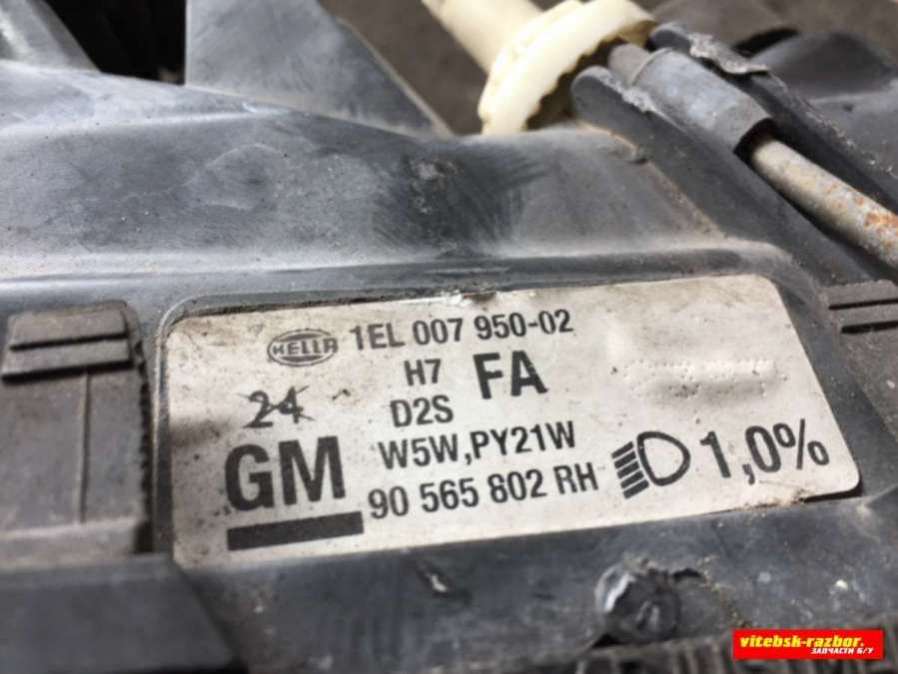 HELLA 1EL 007 950-02
H7 FA
24 D2S
GM W5W,PY21W
90 565 802 RH 1,0%
vitebsk-razbor.
ЗАПЧАСТИ Б/У